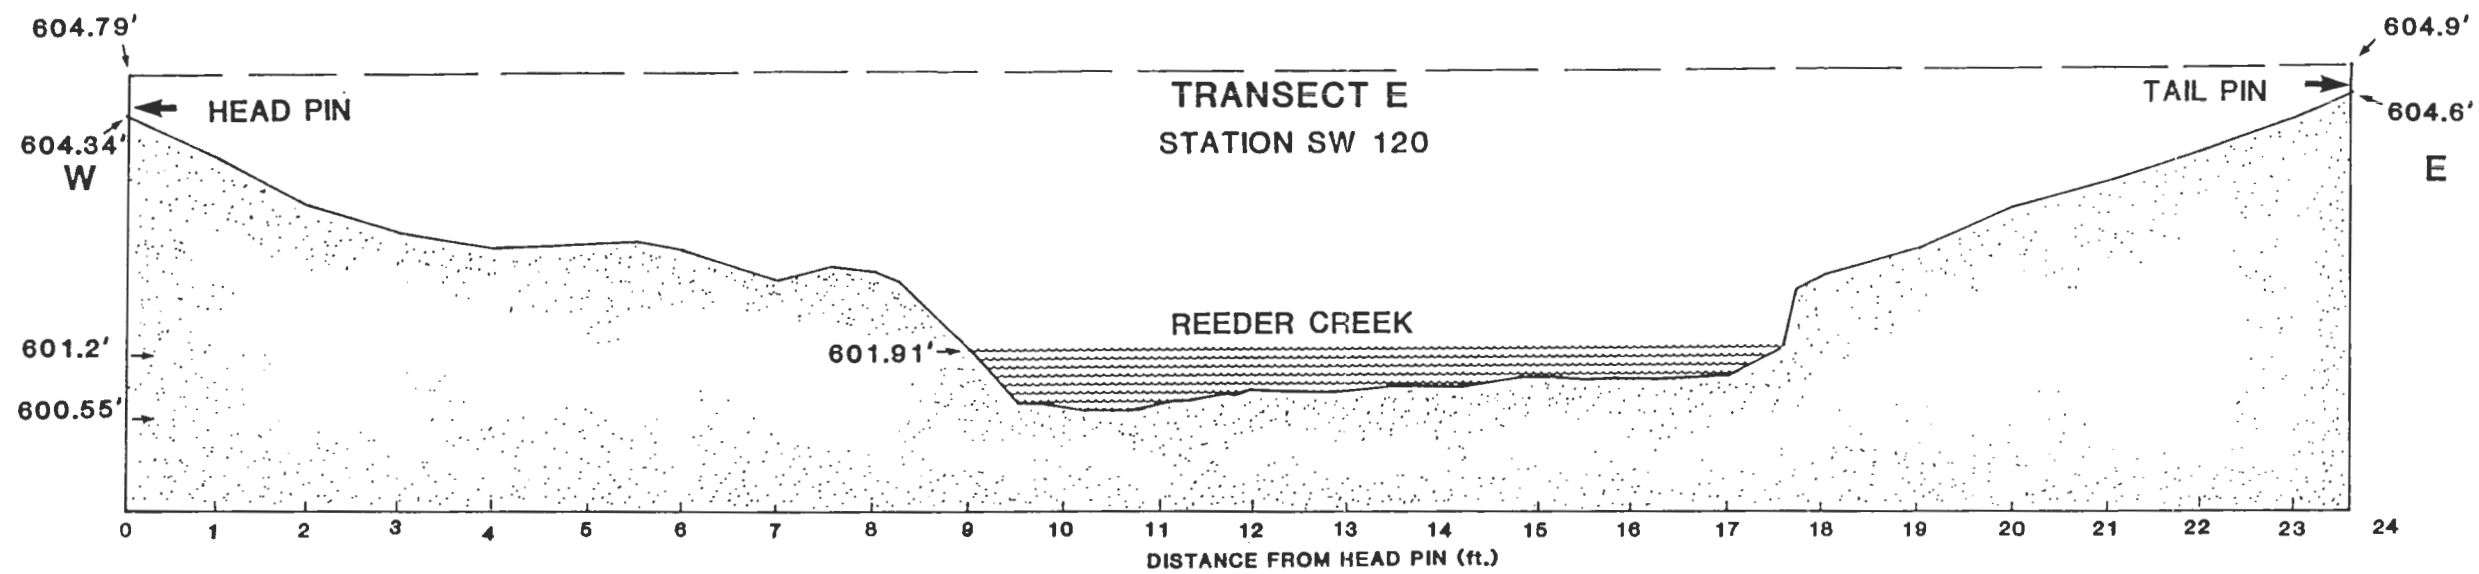 604.79'
604.9'
TRANSECT E
HEAD PIN
TAIL PIN
604.6'
STATION SW 120
604.34'
W
E
REEDER CREEK
601.2'
601.91'
600.55'
0 1 2 3 4 5 6 7 8 9 10 11 12 13 14 15 16 17 18 19 20 21 22 23 24
DISTANCE FROM HEAD PIN (ft.)